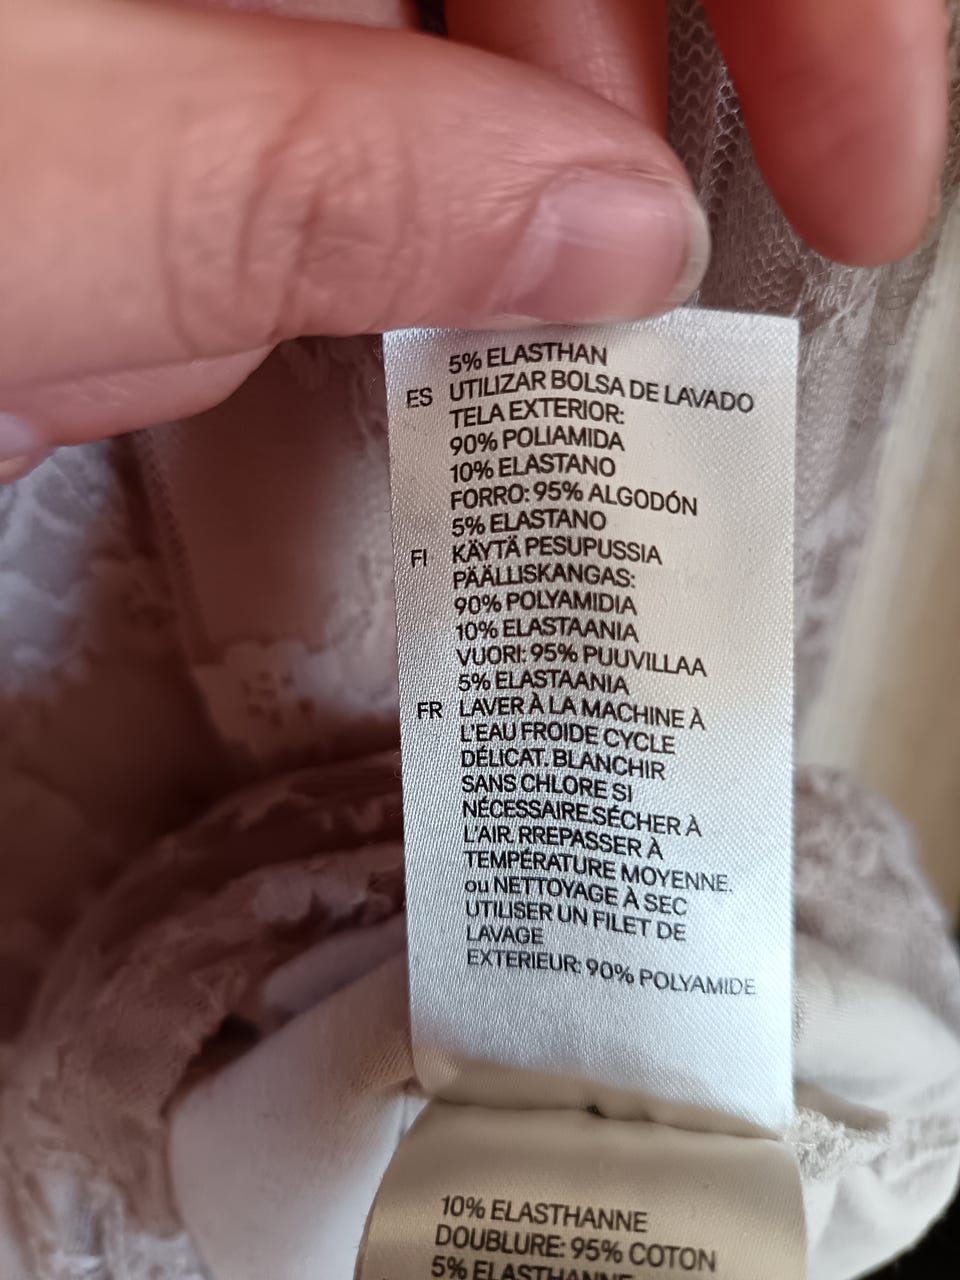 5% ELASTHAN
ES UTILIZAR BOLSA DE LAVADO
TELA EXTERIOR:
90% POLIAMIDA
10% ELASTANO
FORRO: 95% ALGODÓN
5% ELASTANO
FI KÄYTÄ PESUPUSSIA
PÄÄLLISKANGAS:
90% POLYAMIDIA
10% ELASTAANIA
VUORI: 95% PUUVILLAA
5% ELASTAANIA
FR LAVER À LA MACHINE À
L'EAU FROIDE CYCLE
DÉLICAT. BLANCHIR
SANS CHLORE SI
NÉCESSAIRE.SÉCHER À
L'AIR. RREPASSER À
TEMPÉRATURE MOYENNE.
ou NETTOYAGE À SEC
UTILISER UN FILET DE
LAVAGE
EXTERIEUR: 90% POLYAMIDE
10% ELASTHANNE
DOUBLURE: 95% COTON
5% ELASTHANNE